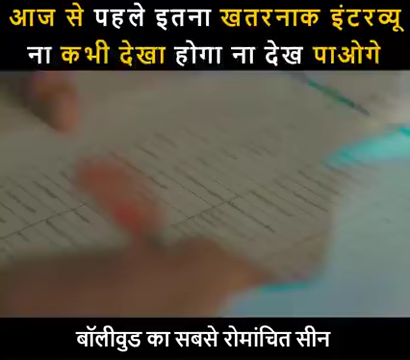 आज से पहले इतना खतरनाक इंटरव्यू
ना कभी देखा होगा ना देख पाओगे
बॉलीवुड का सबसे रोमांचित सीन